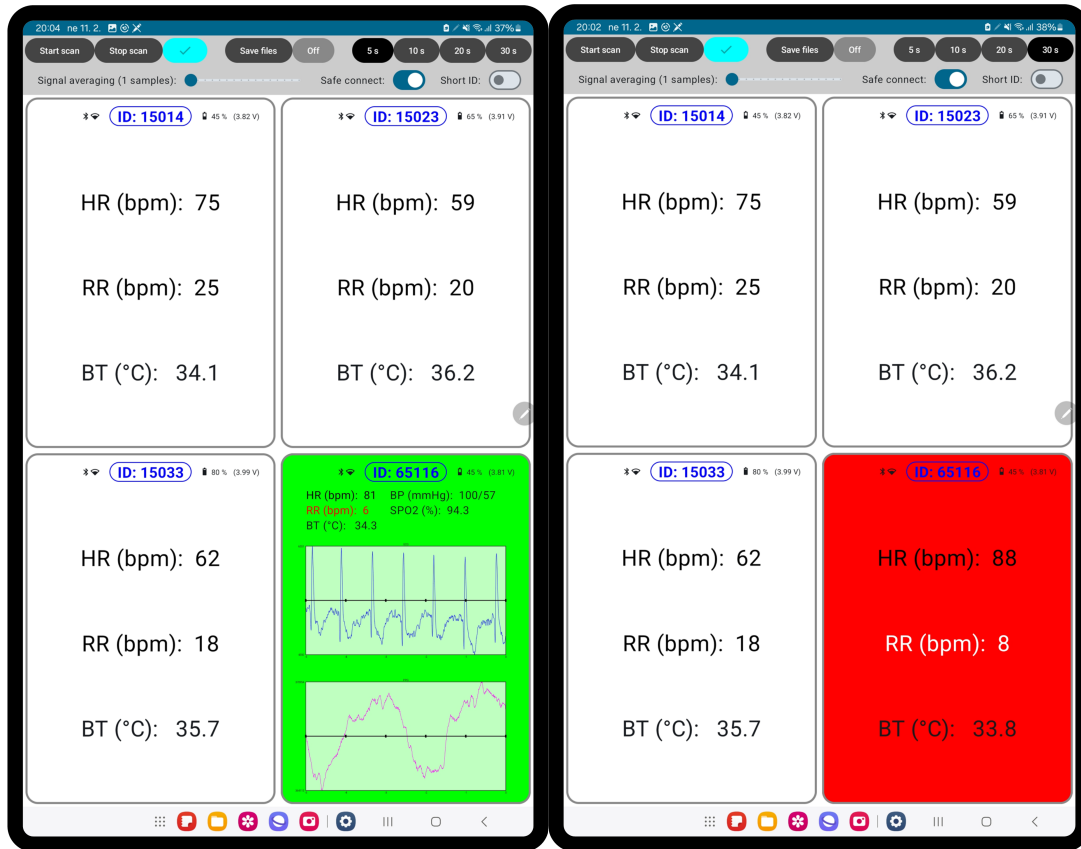 20:04 ne 11. 2. 37%
Start scan Stop scan Save files Off 5 s 10 s 20 s 30 s
Signal averaging (1 samples): Safe connect: Short ID:
ID: 15014 45 % (3.82 V)
HR (bpm): 75
RR (bpm): 25
BT (°C): 34.1
ID: 15023 65 % (3.91 V)
HR (bpm): 59
RR (bpm): 20
BT (°C): 36.2
ID: 15033 80 % (3.99 V)
HR (bpm): 62
RR (bpm): 18
BT (°C): 35.7
ID: 65116 45 % (3.81 V)
HR (bpm): 81 BP (mmHg): 100/57
RR (bpm): 6 SPO2 (%): 94.3
BT (°C): 34.3
20:02 ne 11. 2. 38%
Start scan Stop scan Save files Off 5 s 10 s 20 s 30 s
Signal averaging (1 samples): Safe connect: Short ID:
ID: 15014 45 % (3.82 V)
HR (bpm): 75
RR (bpm): 25
BT (°C): 34.1
ID: 15023 65 % (3.91 V)
HR (bpm): 59
RR (bpm): 20
BT (°C): 36.2
ID: 15033 80 % (3.99 V)
HR (bpm): 62
RR (bpm): 18
BT (°C): 35.7
ID: 65116 45 % (3.81 V)
HR (bpm): 88
RR (bpm): 8
BT (°C): 33.8